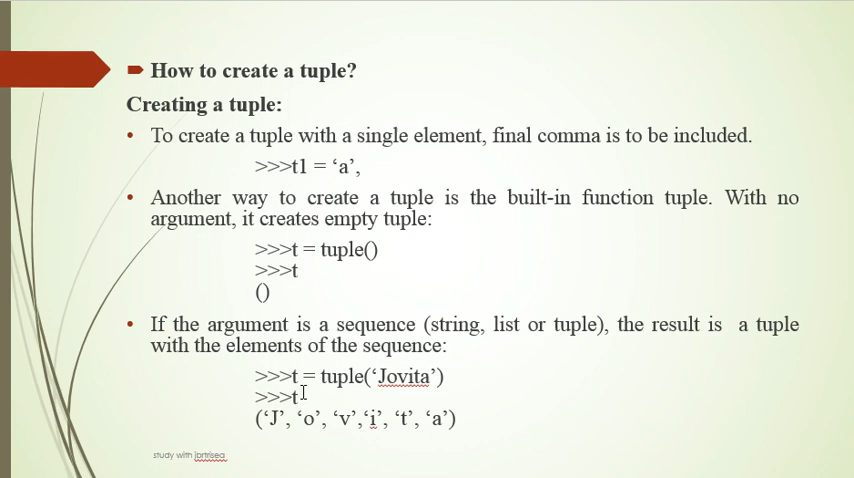 How to create a tuple?
Creating a tuple:
• To create a tuple with a single element, final comma is to be included.
>>>t1 = ‘a’,
• Another way to create a tuple is the built-in function tuple. With no
argument, it creates empty tuple:
>>>t = tuple()
>>>t
()
• If the argument is a sequence (string, list or tuple), the result is a tuple
with the elements of the sequence:
>>>t = tuple(‘Jovita’)
>>>t
(‘J’, ‘o’, ‘v’,‘i’, ‘t’, ‘a’)
study with